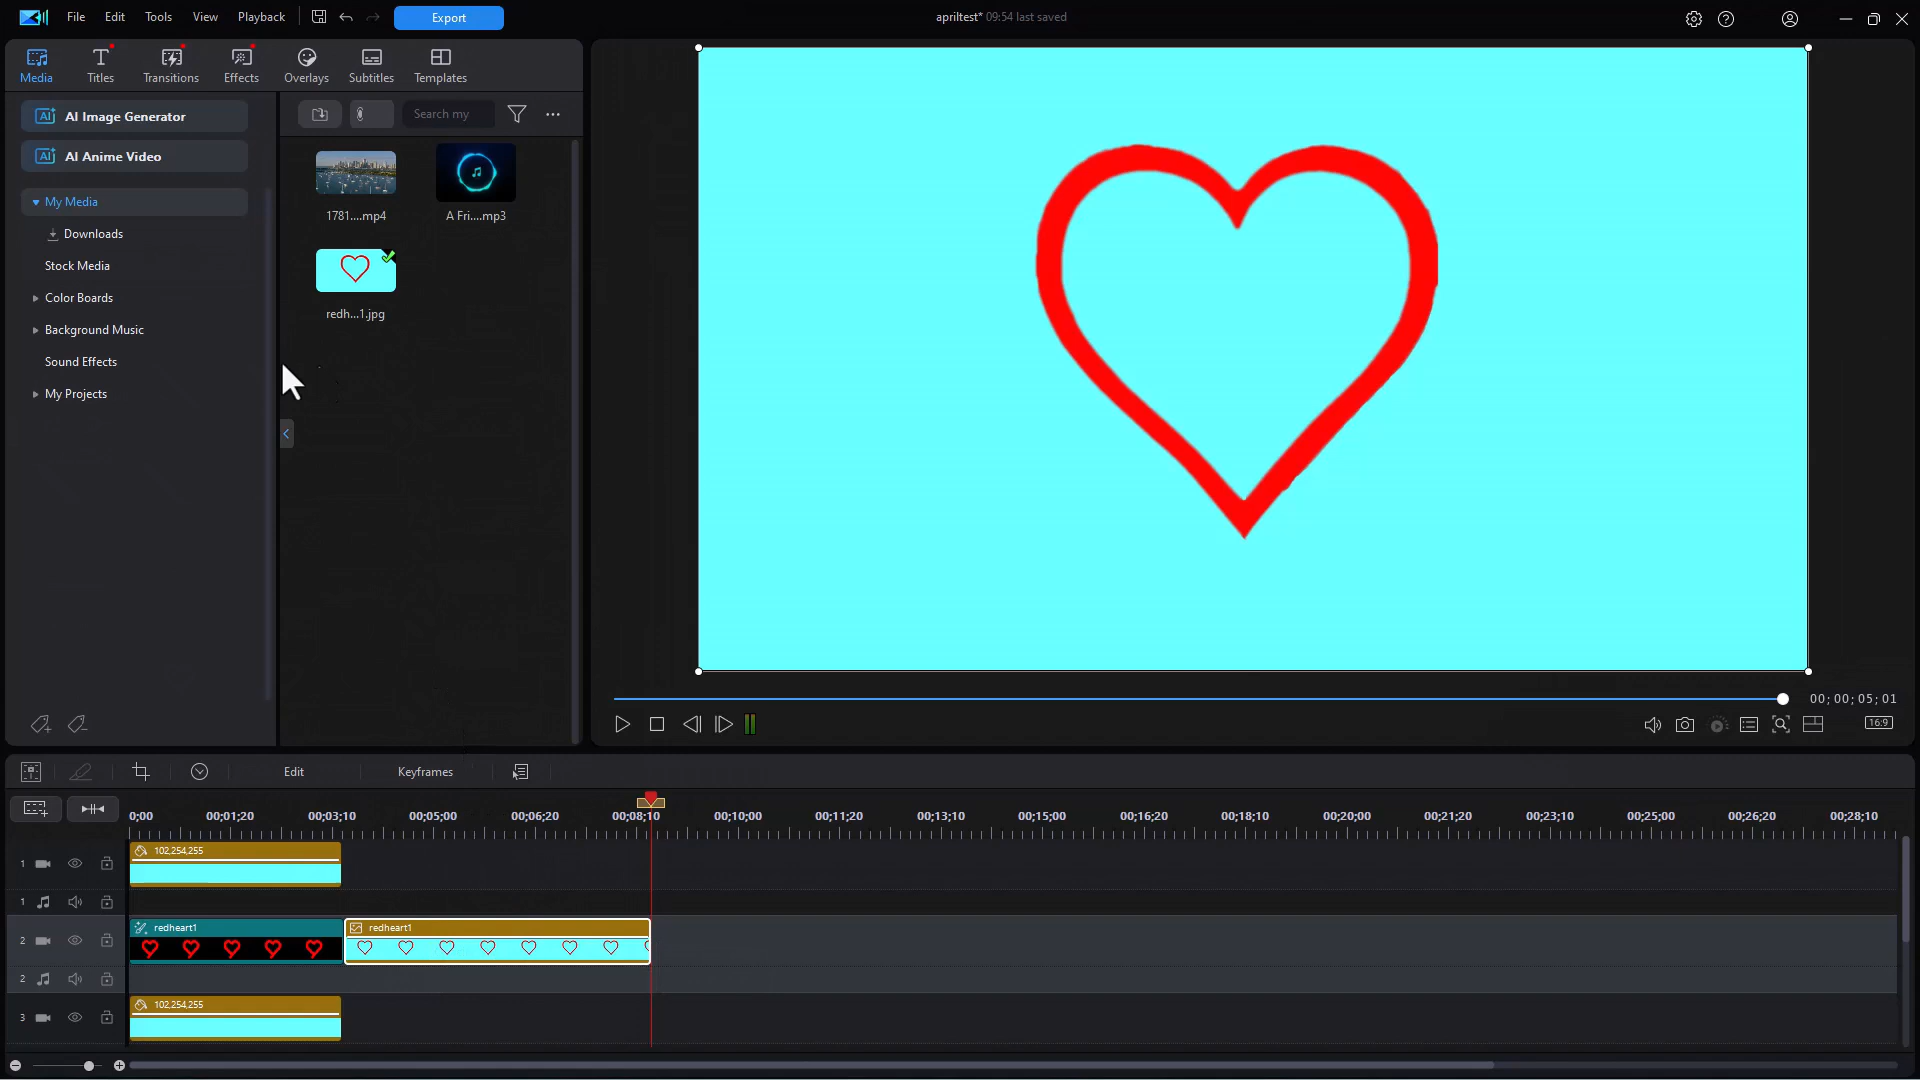 File Edit Tools View Playback Export apriltest* 09:54 last saved
Media Titles Transitions Effects Overlays Subtitles Templates
AI AI Image Generator
AI AI Anime Video
Search my
My Media
Downloads
Stock Media
Color Boards
Background Music
Sound Effects
My Projects
1781....mp4 A Fri....mp3
redh...1.jpg
00; 00; 05; 01
16:9
Edit Keyframes
0;00 00;01;20 00;03;10 00;05;00 00;06;20 00;08;10 00;10;00 00;11;20 00;13;10 00;15;00 00;16;20 00;18;10 00;20;00 00;21;20 00;23;10 00;25;00 00;26;20 00;28;10
1 102,254,255
1
2 redheart1 redheart1
2
3 102,254,255